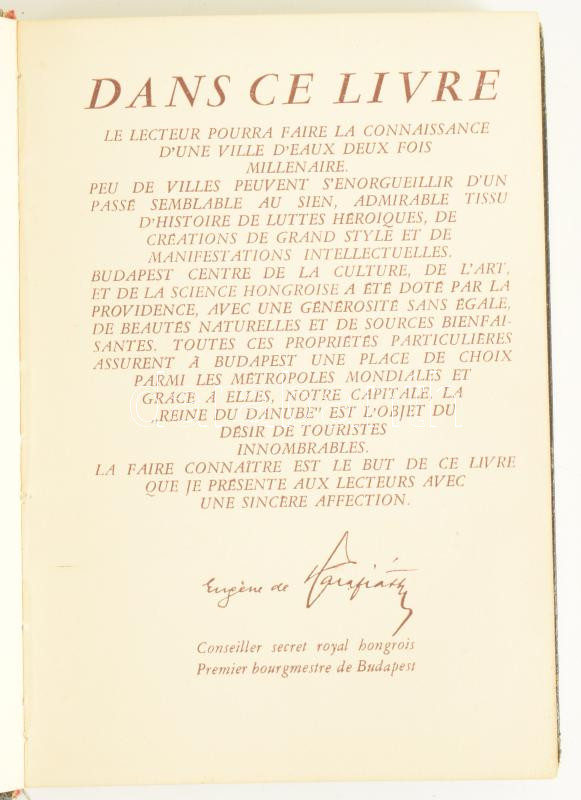 DANS CE LIVRE
LE LECTEUR POURRA FAIRE LA CONNAISSANCE
D'UNE VILLE D'EAUX DEUX FOIS
MILLENAIRE.
PEU DE VILLES PEUVENT S'ENORGUEILLIR D'UN
PASSÉ SEMBLABLE AU SIEN, ADMIRABLE TISSU
D'HISTOIRE DE LUTTES HÉROIQUES, DE
CRÉATIONS DE GRAND STYLE ET DE
MANIFESTATIONS INTELLECTUELLES.
BUDAPEST CENTRE DE LA CULTURE, DE L'ART,
ET DE LA SCIENCE HONGROISE A ÉTÉ DOTÉ PAR LA
PROVIDENCE, AVEC UNE GÉNÉROSITÉ SANS ÉGALE,
DE BEAUTÉS NATURELLES ET DE SOURCES BIENFAI-
SANTES. TOUTES CES PROPRIÉTÉS PARTICULIÈRES
ASSURENT À BUDAPEST UNE PLACE DE CHOIX
PARMI LES MÉTROPOLES MONDIALES ET
GRACE A ELLES, NOTRE CAPITALE, LA
„REINE DU DANUBE" EST L'OBJET DU
DÉSIR DE TOURISTES
INNOMBRABLES.
LA FAIRE CONNAÎTRE EST LE BUT DE CE LIVRE
QUE JE PRÉSENTE AUX LECTEURS AVEC
UNE SINCÈRE AFFECTION.
Eugène de Karafiáth
Conseiller secret royal hongrois
Premier bourgmestre de Budapest